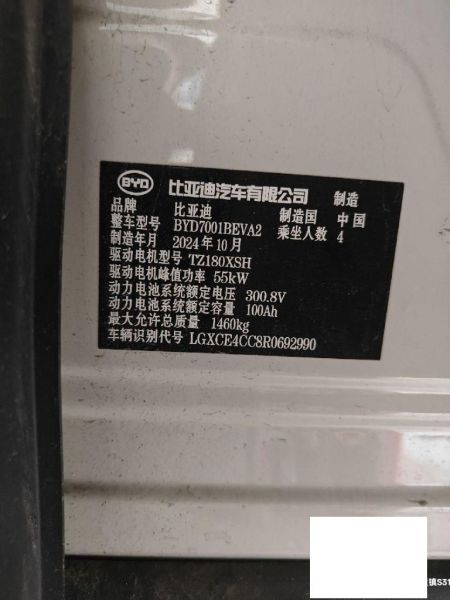 BYD 比亚迪汽车有限公司 制造
品牌 比亚迪 制造国 中国
整车型号 BYD7001BEVA2 乘坐人数 4
制造年月 2024年10月
驱动电机型号 TZ180XSH
驱动电机峰值功率 55kW
动力电池系统额定电压 300.8V
动力电池系统额定容量 100Ah
最大允许总质量 1460kg
车辆识别代号 LGXCE4CC8R0692990
镇S31